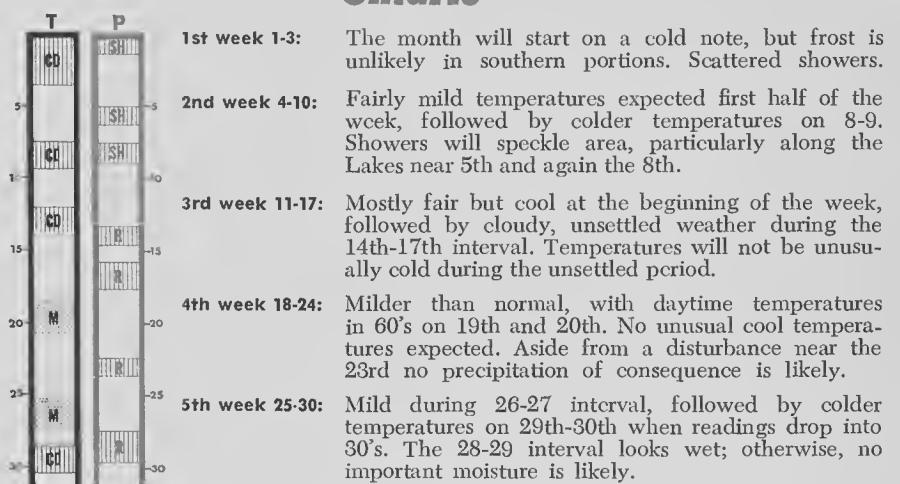 T P
1st week 1-3: The month will start on a cold note, but frost is
unlikely in southern portions. Scattered showers.
2nd week 4-10: Fairly mild temperatures expected first half of the
week, followed by colder temperatures on 8-9.
Showers will speckle area, particularly along the
Lakes near 5th and again the 8th.
3rd week 11-17: Mostly fair but cool at the beginning of the week,
followed by cloudy, unsettled weather during the
14th-17th interval. Temperatures will not be unusu-
ally cold during the unsettled period.
4th week 18-24: Milder than normal, with daytime temperatures
in 60's on 19th and 20th. No unusual cool tempera-
tures expected. Aside from a disturbance near the
23rd no precipitation of consequence is likely.
5th week 25-30: Mild during 26-27 interval, followed by colder
temperatures on 29th-30th when readings drop into
30's. The 28-29 interval looks wet; otherwise, no
important moisture is likely.
CD SH
5 SH 5
CD SH
10 10
CD
R
15 15
R
20 M 20
R
25 25
M
R
CD
30 30